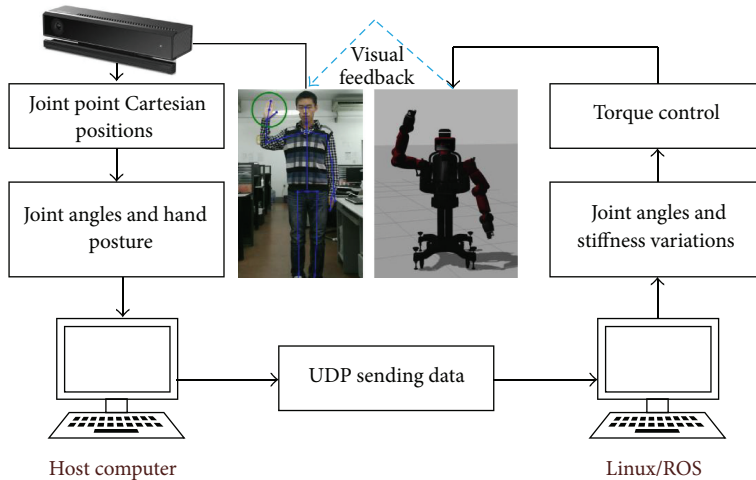 Visual
feedback
Joint point Cartesian
positions
Torque control
Joint angles and hand
posture
Joint angles and
stiffness variations
UDP sending data
Host computer
Linux/ROS